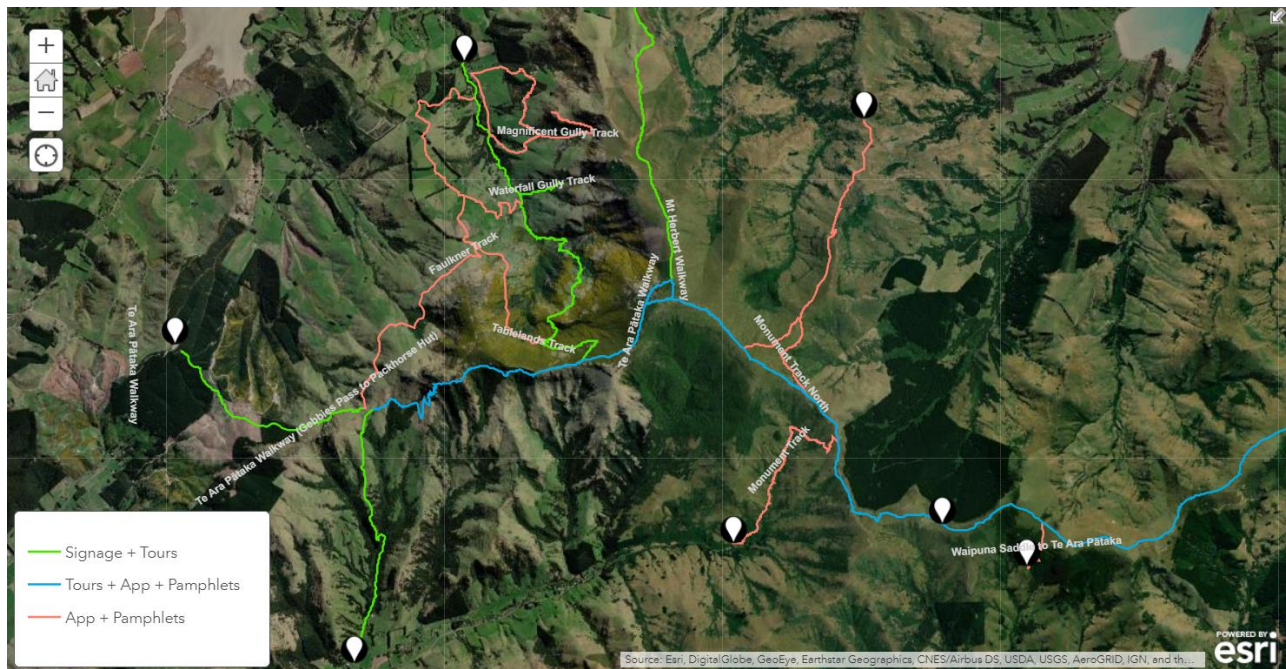 +
−
Magnificent Gully Track
Waterfall Gully Track
Faulkner Track
Mt Herbert Walkway
Te Ara Pātaka Walkway
Te Ara Pātaka Walkway
Tablelands Track
Te Ara Pātaka Walkway (Gebbies Pass to Packhorse Hut)
Monument Track North
Monument Track
Waipuna Saddle to Te Ara Pātaka
Signage + Tours
Tours + App + Pamphlets
App + Pamphlets
POWERED BY
esri
Source: Esri, DigitalGlobe, GeoEye, Earthstar Geographics, CNES/Airbus DS, USDA, USGS, AeroGRID, IGN, and th...